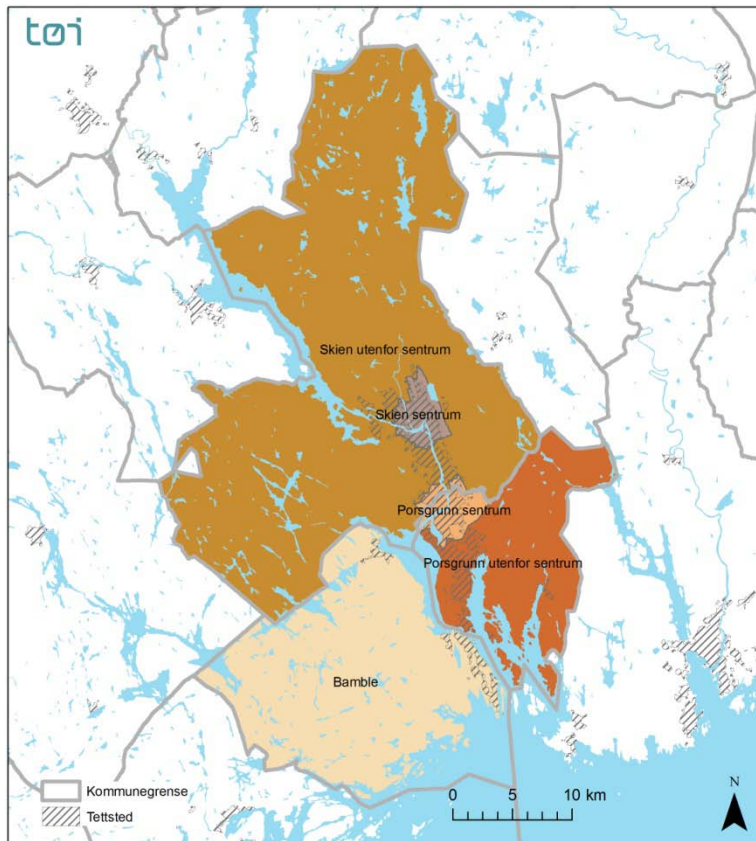 tøi
Skien utenfor sentrum
Skien sentrum
Porsgrunn sentrum
Porsgrunn utenfor sentrum
Bamble
Kommunegrense
Tettsted
0 5 10 km
N